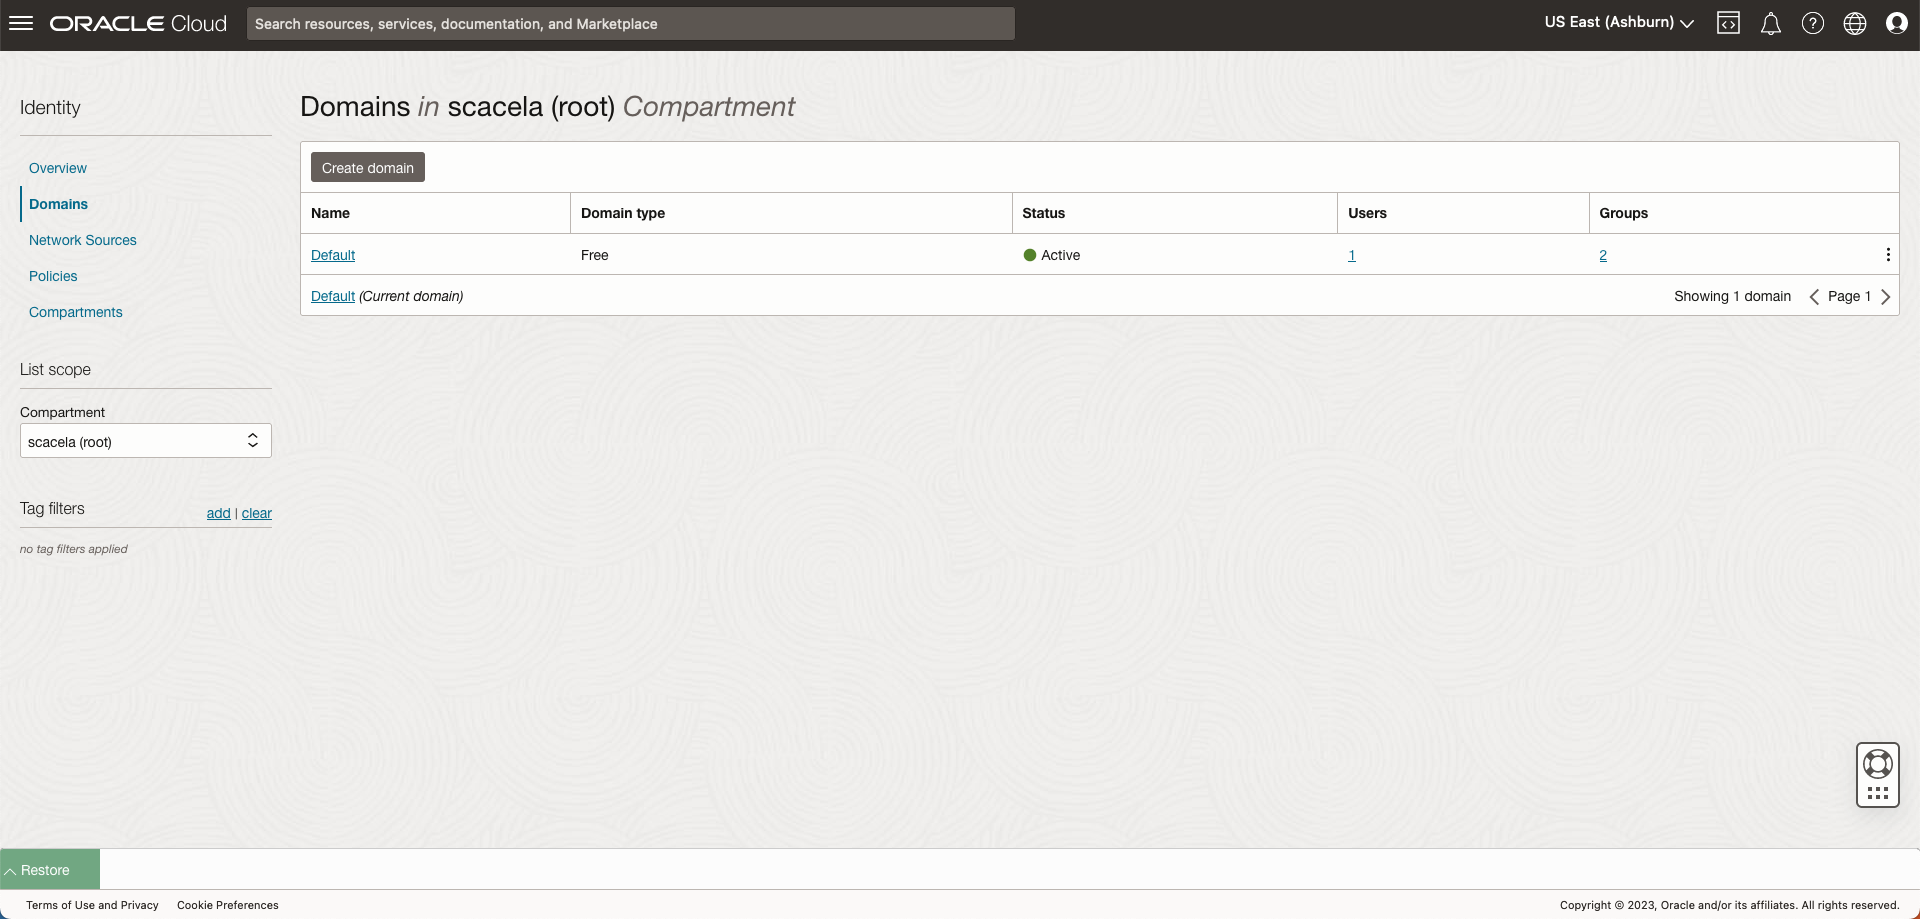 ORACLE Cloud
Search resources, services, documentation, and Marketplace
US East (Ashburn)
Identity
Overview
Domains
Network Sources
Policies
Compartments
List scope
Compartment
scacela (root)
Tag filters
add | clear
no tag filters applied
Domains in scacela (root) Compartment
Create domain
Name Domain type Status Users Groups
Default Free Active 1 2
Default (Current domain) Showing 1 domain Page 1
Restore
Terms of Use and Privacy Cookie Preferences
Copyright © 2023, Oracle and/or its affiliates. All rights reserved.